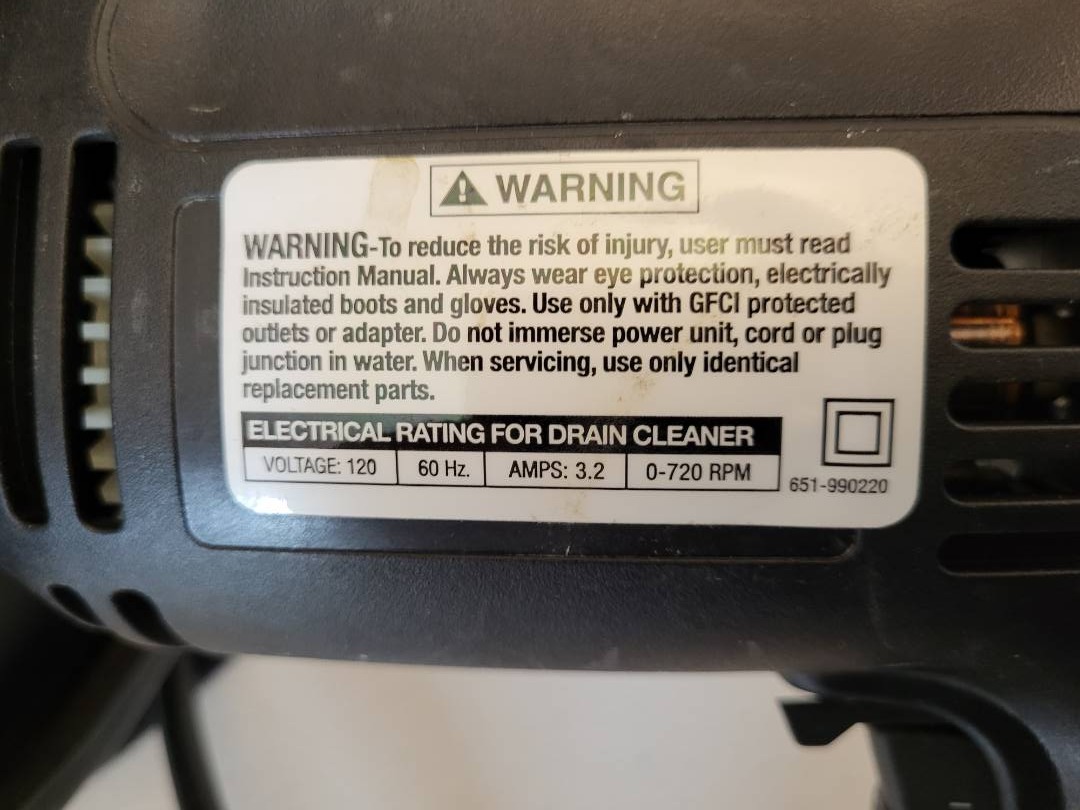 WARNING
WARNING-To reduce the risk of injury, user must read
Instruction Manual. Always wear eye protection, electrically
insulated boots and gloves. Use only with GFCI protected
outlets or adapter. Do not immerse power unit, cord or plug
junction in water. When servicing, use only identical
replacement parts.
ELECTRICAL RATING FOR DRAIN CLEANER
VOLTAGE: 120 60 Hz. AMPS: 3.2 0-720 RPM
651-990220